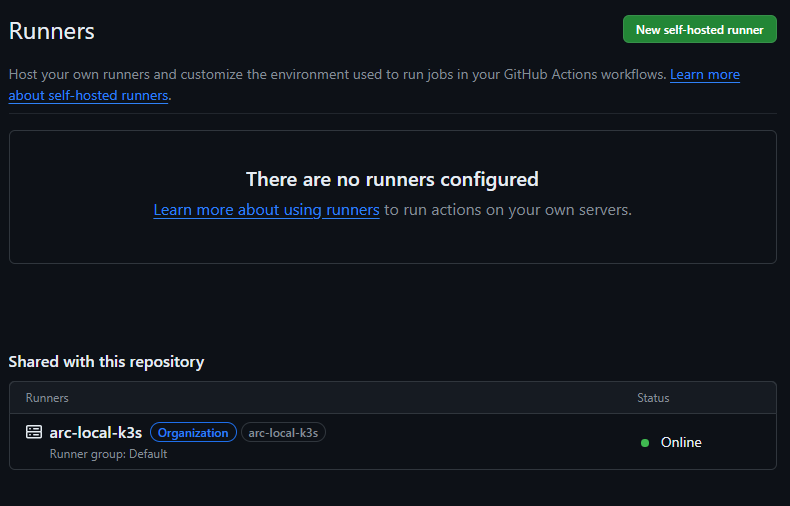 Runners
New self-hosted runner
Host your own runners and customize the environment used to run jobs in your GitHub Actions workflows. Learn more
about self-hosted runners.
There are no runners configured
Learn more about using runners to run actions on your own servers.
Shared with this repository
Runners Status
arc-local-k3s Organization arc-local-k3s
Runner group: Default
Online